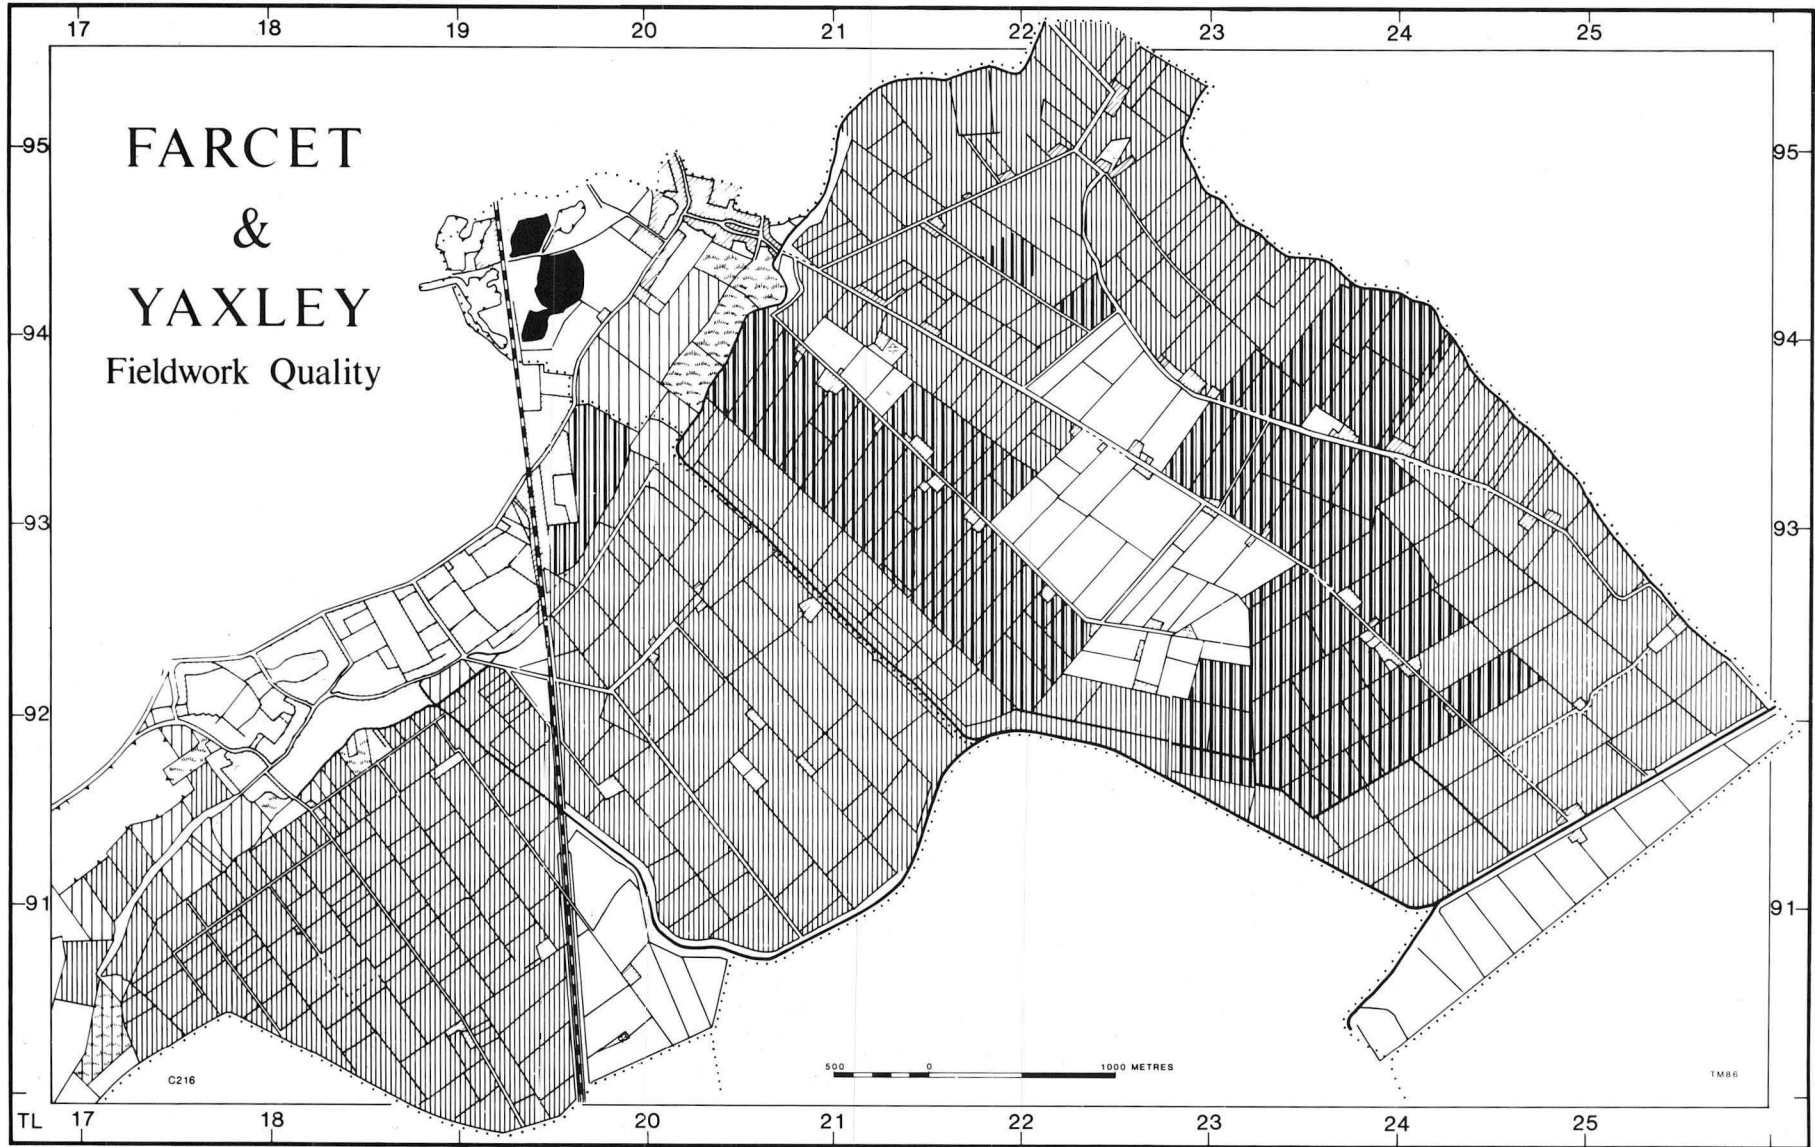 17 18 19 20 21 22 23 24 25
FARCET
&
YAXLEY
Fieldwork Quality
95 95
94 94
93 93
92
91 91
C216
500 0 1000 METRES
TM86
TL 17 18 19 20 21 22 23 24 25